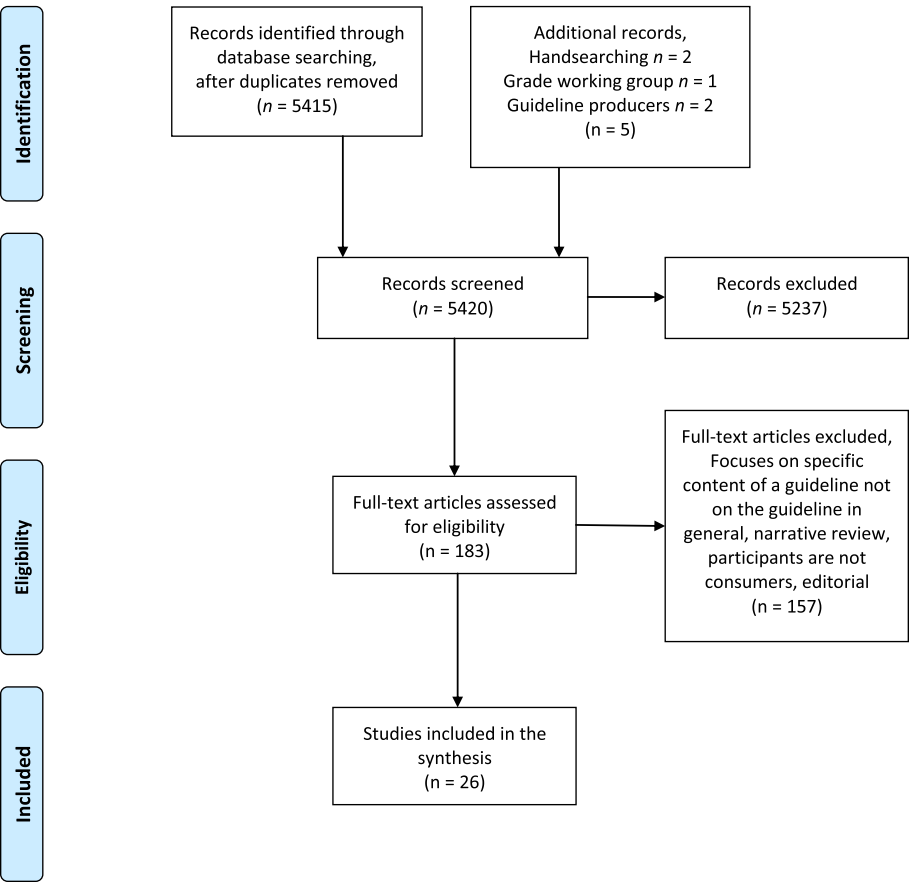 Identification
Records identified through
database searching,
after duplicates removed
(n = 5415)
Additional records,
Handsearching n = 2
Grade working group n = 1
Guideline producers n = 2
(n = 5)
Screening
Records screened
(n = 5420)
Records excluded
(n = 5237)
Eligibility
Full-text articles assessed
for eligibility
(n = 183)
Full-text articles excluded,
Focuses on specific
content of a guideline not
on the guideline in
general, narrative review,
participants are not
consumers, editorial
(n = 157)
Included
Studies included in the
synthesis
(n = 26)